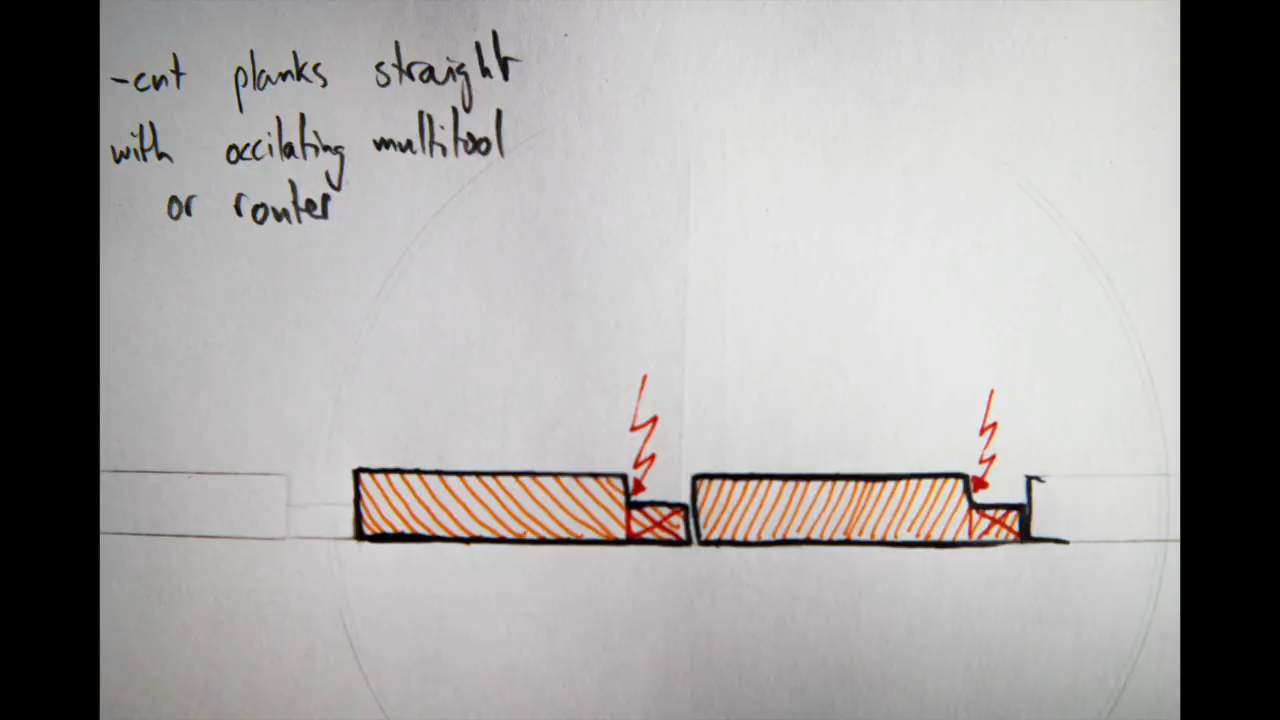 -cut planks straight
with occilating multitool
or router